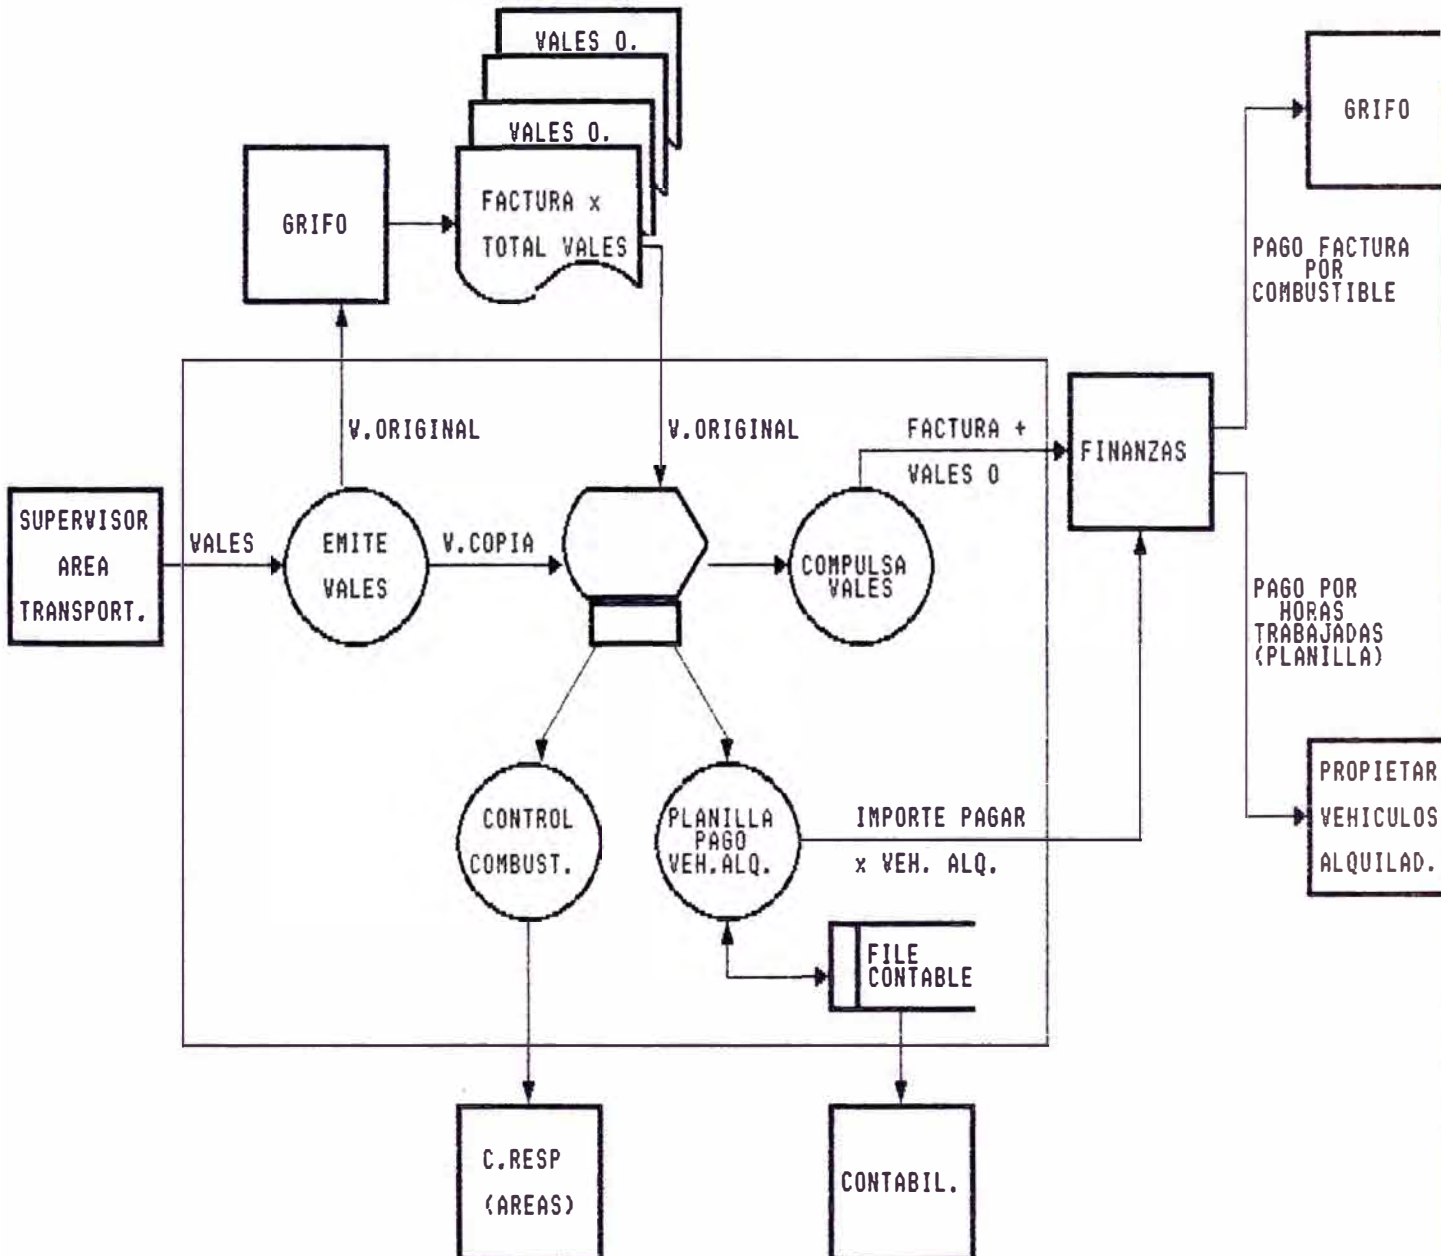 VALES O.
VALES O.
FACTURA x
TOTAL VALES
GRIFO
GRIFO
PAGO FACTURA
POR
COMBUSTIBLE
V.ORIGINAL
V.ORIGINAL
FACTURA +
VALES O
FINANZAS
SUPERVISOR
AREA
TRANSPORT.
VALES
EMITE
VALES
V.COPIA
COMPULSA
VALES
PAGO POR
HORAS
TRABAJADAS
(PLANILLA)
CONTROL
COMBUST.
PLANILLA
PAGO
VEH.ALQ.
IMPORTE PAGAR
x VEH. ALQ.
PROPIETAR
VEHICULOS
ALQUILAD.
FILE
CONTABLE
C.RESP
(AREAS)
CONTABIL.